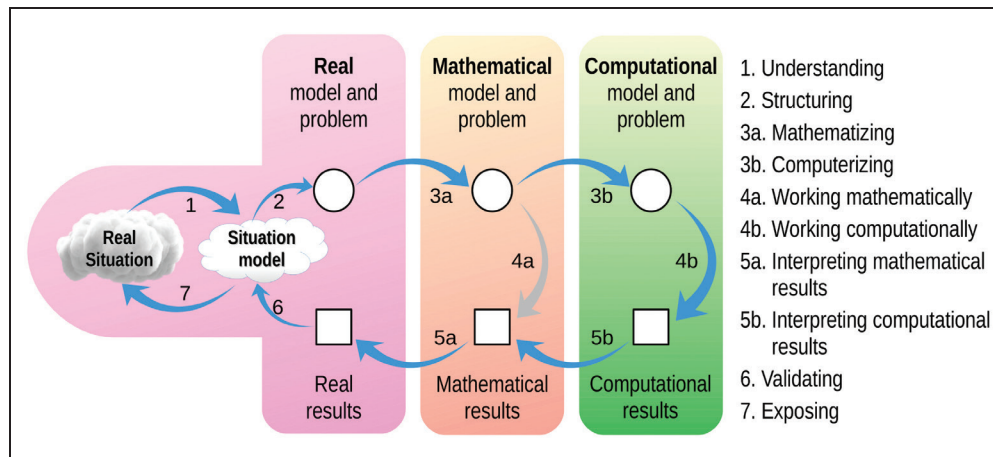 Real
model and
problem
Mathematical
model and
problem
Computational
model and
problem
1
2
3a
3b
Real
Situation
Situation
model
4a
4b
7
6
5a
5b
Real
results
Mathematical
results
Computational
results
1. Understanding
2. Structuring
3a. Mathematizing
3b. Computerizing
4a. Working mathematically
4b. Working computationally
5a. Interpreting mathematical
results
5b. Interpreting computational
results
6. Validating
7. Exposing